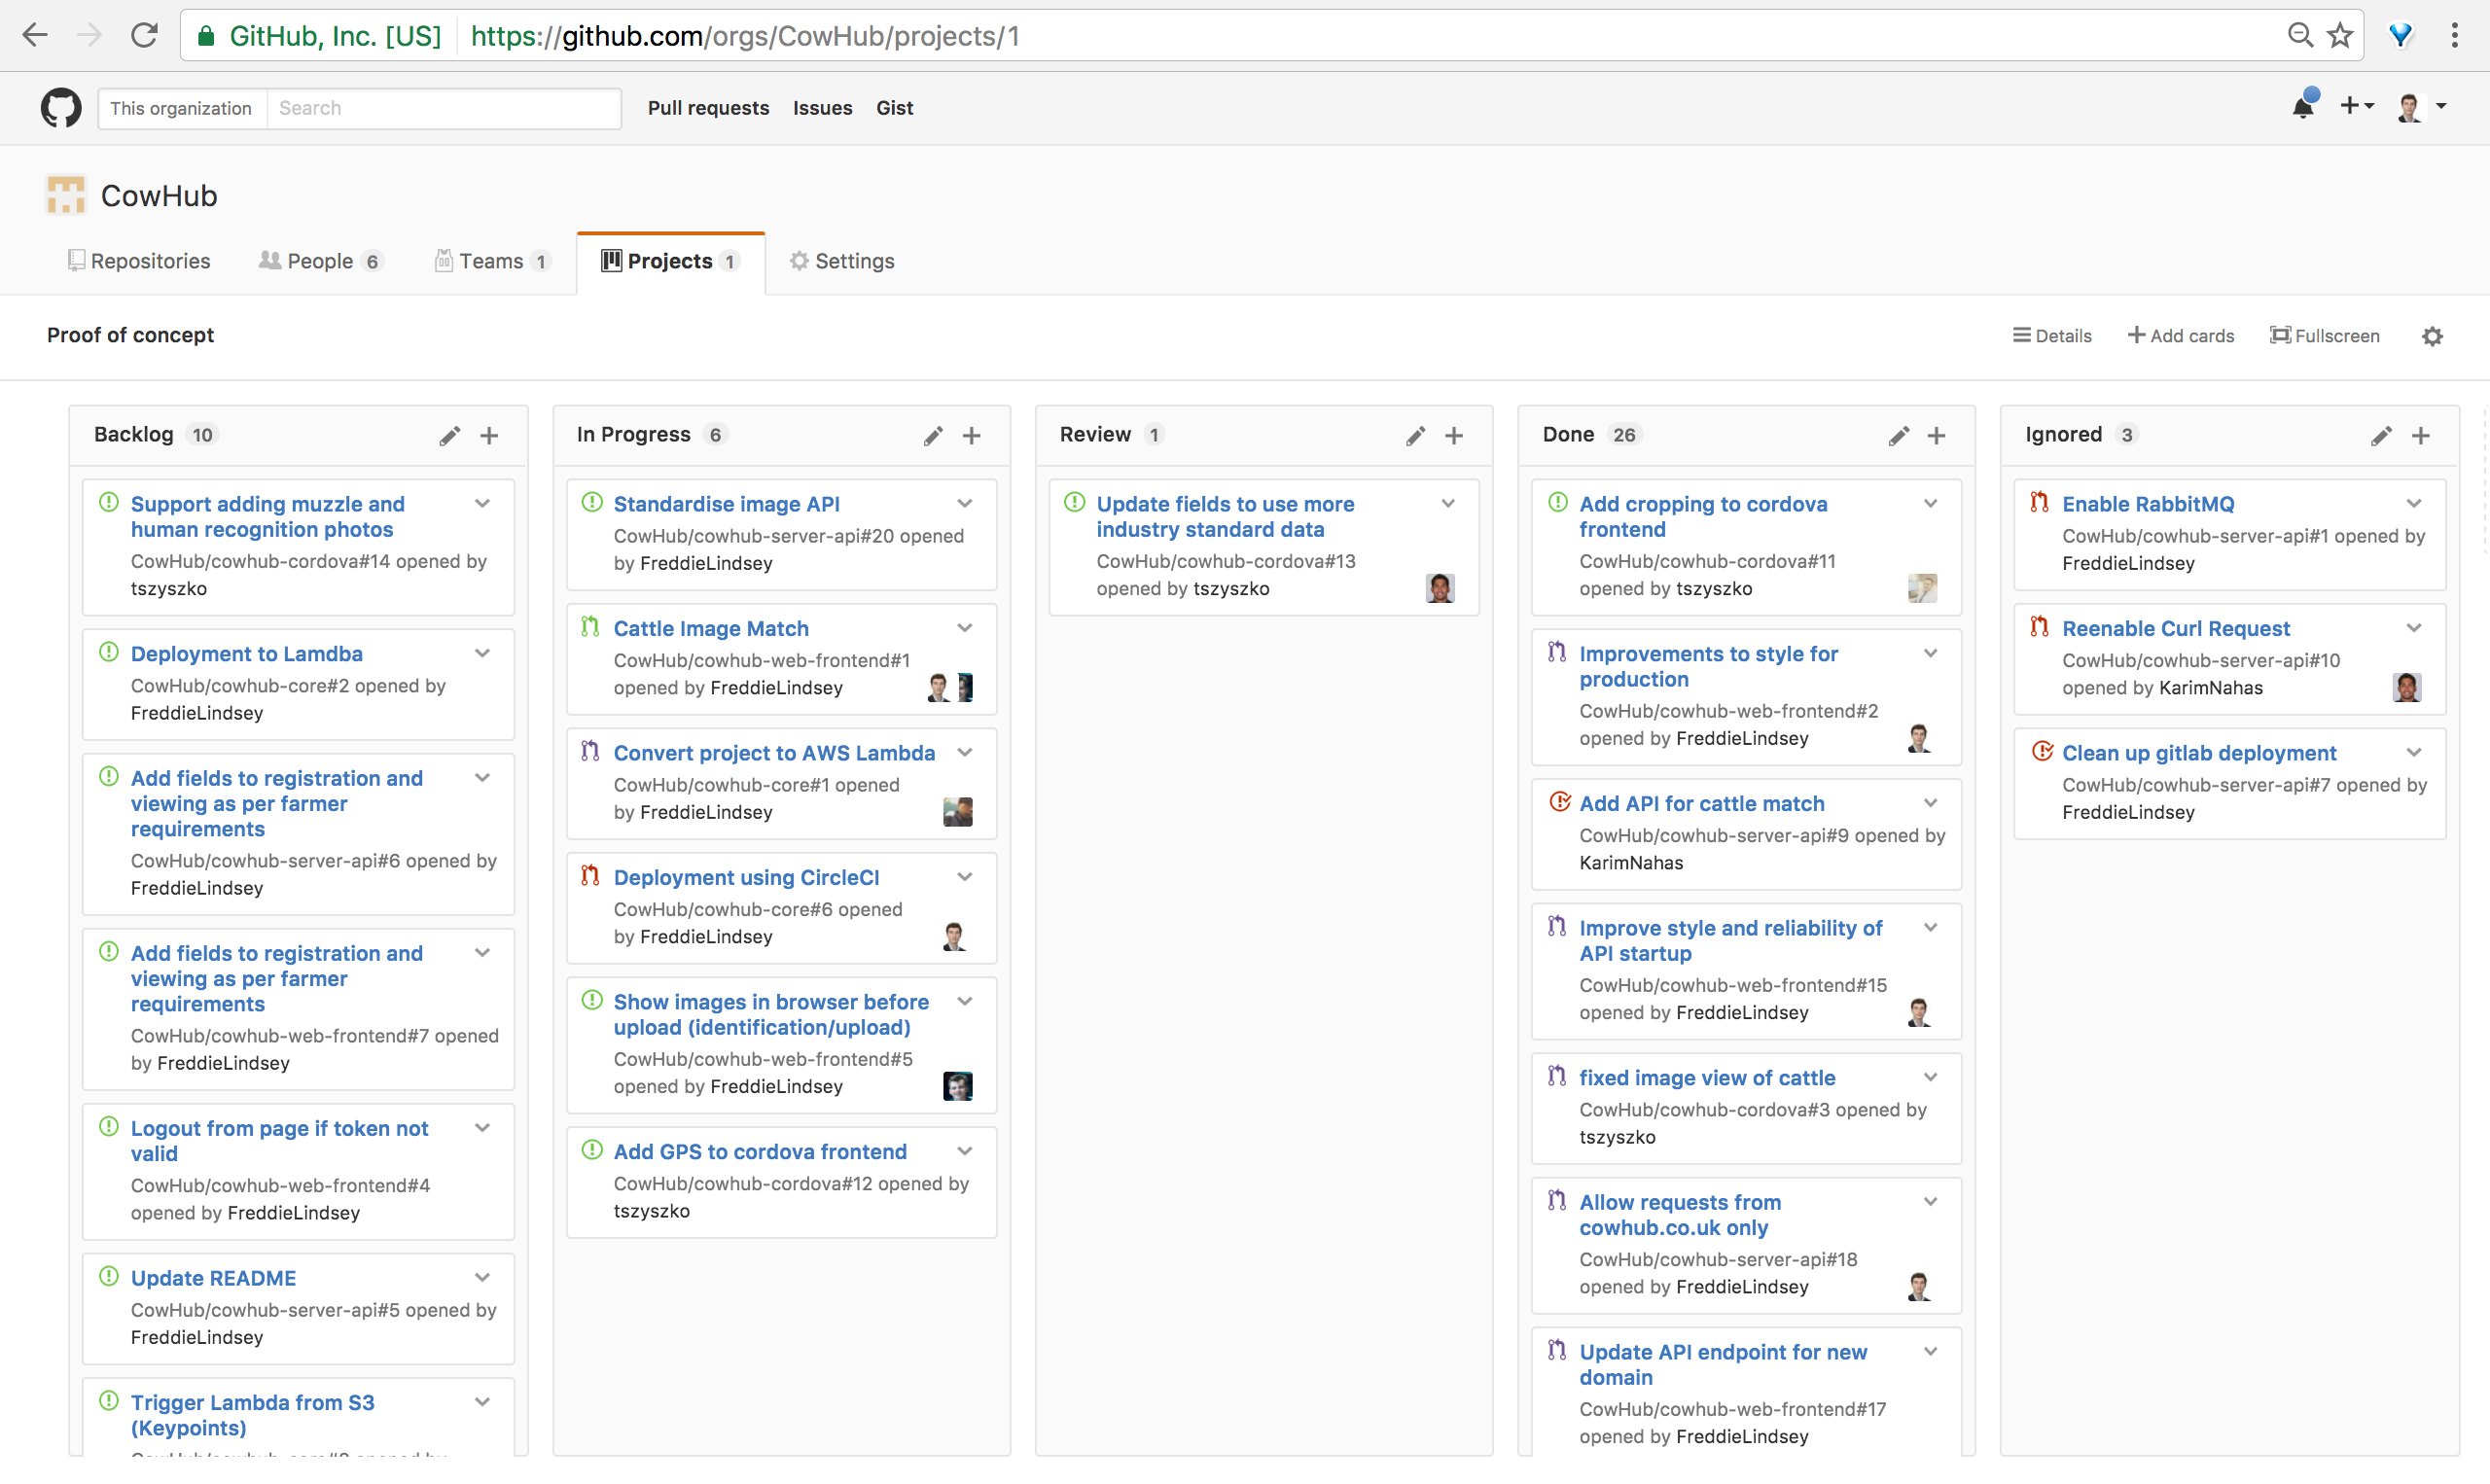 GitHub, Inc. [US]
https://github.com/orgs/CowHub/projects/1
This organization
Search
Pull requests
Issues
Gist
CowHub
Repositories
People 6
Teams 1
Projects 1
Settings
Proof of concept
Details
Add cards
Fullscreen
Backlog 10
Support adding muzzle and
human recognition photos
CowHub/cowhub-cordova#14 opened by
tszyszko
Deployment to Lamdba
CowHub/cowhub-core#2 opened by
FreddieLindsey
Add fields to registration and
viewing as per farmer
requirements
CowHub/cowhub-server-api#6 opened by
FreddieLindsey
Add fields to registration and
viewing as per farmer
requirements
CowHub/cowhub-web-frontend#7 opened
by FreddieLindsey
Logout from page if token not
valid
CowHub/cowhub-web-frontend#4
opened by FreddieLindsey
Update README
CowHub/cowhub-server-api#5 opened by
FreddieLindsey
Trigger Lambda from S3
(Keypoints)
In Progress 6
Standardise image API
CowHub/cowhub-server-api#20 opened
by FreddieLindsey
Cattle Image Match
CowHub/cowhub-web-frontend#1
opened by FreddieLindsey
Convert project to AWS Lambda
CowHub/cowhub-core#1 opened
by FreddieLindsey
Deployment using CircleCI
CowHub/cowhub-core#6 opened
by FreddieLindsey
Show images in browser before
upload (identification/upload)
CowHub/cowhub-web-frontend#5
opened by FreddieLindsey
Add GPS to cordova frontend
CowHub/cowhub-cordova#12 opened by
tszyszko
Review 1
Update fields to use more
industry standard data
CowHub/cowhub-cordova#13
opened by tszyszko
Done 26
Add cropping to cordova
frontend
CowHub/cowhub-cordova#11
opened by tszyszko
Improvements to style for
production
CowHub/cowhub-web-frontend#2
opened by FreddieLindsey
Add API for cattle match
CowHub/cowhub-server-api#9 opened by
KarimNahas
Improve style and reliability of
API startup
CowHub/cowhub-web-frontend#15
opened by FreddieLindsey
fixed image view of cattle
CowHub/cowhub-cordova#3 opened by
tszyszko
Allow requests from
cowhub.co.uk only
CowHub/cowhub-server-api#18
opened by FreddieLindsey
Update API endpoint for new
domain
CowHub/cowhub-web-frontend#17
opened by FreddieLindsey
Ignored 3
Enable RabbitMQ
CowHub/cowhub-server-api#1 opened by
FreddieLindsey
Reenable Curl Request
CowHub/cowhub-server-api#10
opened by KarimNahas
Clean up gitlab deployment
CowHub/cowhub-server-api#7 opened by
FreddieLindsey